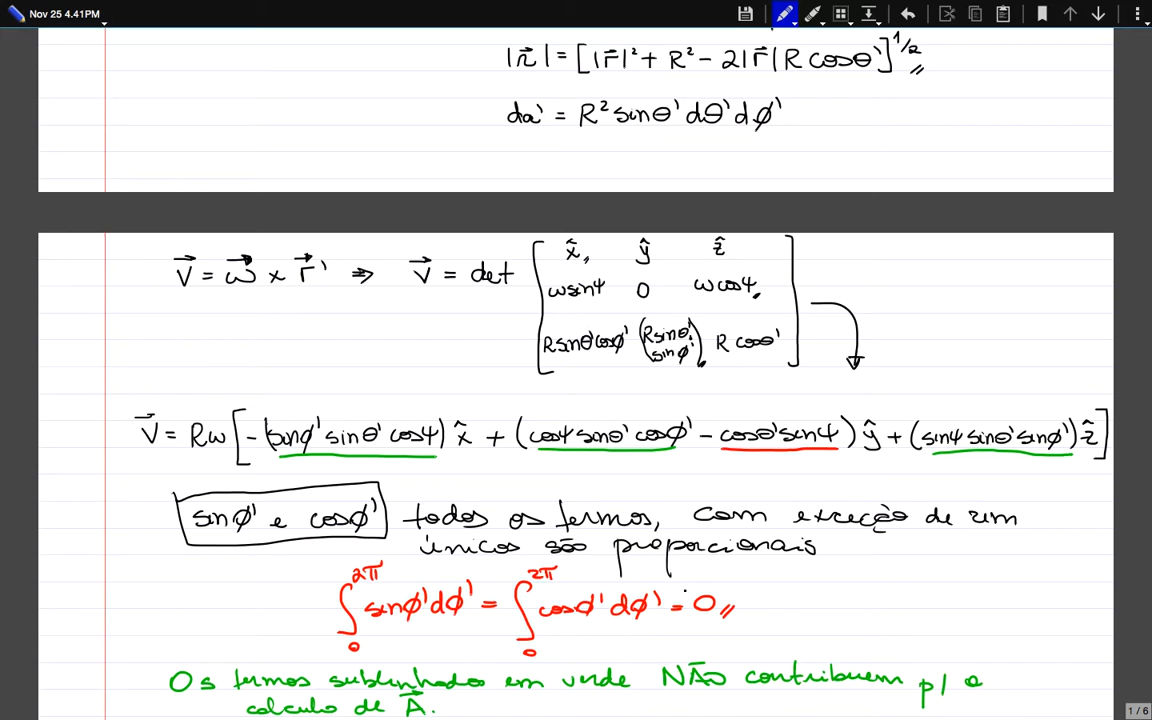 Nov 25 4.41PM
|r⃗| = [|r⃗|² + R² - 2|r⃗|R cosθ']^1/2
da' = R² sinθ' dθ' dφ'
V⃗ = ω⃗ × r⃗' ⇒ V⃗ = det [ x̂, ŷ ẑ
ωsinψ 0 ωcosψ
Rsinθ'cosφ' (Rsinθ' sinφ') R cosθ' ]
V⃗ = Rω[-(sinφ' sinθ' cosψ) x̂ + (cosψ sinθ' cosφ' - cosθ' sinψ) ŷ + (sinψ sinθ' sinφ') ẑ]
sinφ' e cosφ' todos os termos, com exceção de um
únicos são proporcionais
∫₀^2π sinφ' dφ' = ∫₀^2π cosφ' dφ' = 0
Os termos sublinhados em verde NÃO contribuem p/ o
calculo de A⃗.
1 / 6